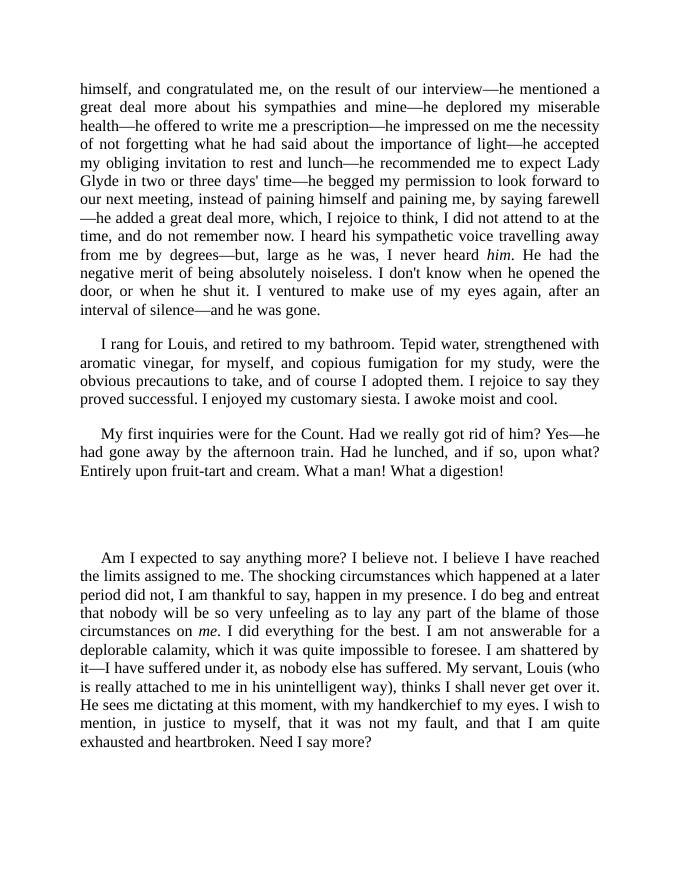 himself, and congratulated me, on the result of our interview—he mentioned a
great deal more about his sympathies and mine—he deplored my miserable
health—he offered to write me a prescription—he impressed on me the necessity
of not forgetting what he had said about the importance of light—he accepted
my obliging invitation to rest and lunch—he recommended me to expect Lady
Glyde in two or three days' time—he begged my permission to look forward to
our next meeting, instead of paining himself and paining me, by saying farewell
—he added a great deal more, which, I rejoice to think, I did not attend to at the
time, and do not remember now. I heard his sympathetic voice travelling away
from me by degrees—but, large as he was, I never heard him. He had the
negative merit of being absolutely noiseless. I don't know when he opened the
door, or when he shut it. I ventured to make use of my eyes again, after an
interval of silence—and he was gone.
I rang for Louis, and retired to my bathroom. Tepid water, strengthened with
aromatic vinegar, for myself, and copious fumigation for my study, were the
obvious precautions to take, and of course I adopted them. I rejoice to say they
proved successful. I enjoyed my customary siesta. I awoke moist and cool.
My first inquiries were for the Count. Had we really got rid of him? Yes—he
had gone away by the afternoon train. Had he lunched, and if so, upon what?
Entirely upon fruit-tart and cream. What a man! What a digestion!
Am I expected to say anything more? I believe not. I believe I have reached
the limits assigned to me. The shocking circumstances which happened at a later
period did not, I am thankful to say, happen in my presence. I do beg and entreat
that nobody will be so very unfeeling as to lay any part of the blame of those
circumstances on me. I did everything for the best. I am not answerable for a
deplorable calamity, which it was quite impossible to foresee. I am shattered by
it—I have suffered under it, as nobody else has suffered. My servant, Louis (who
is really attached to me in his unintelligent way), thinks I shall never get over it.
He sees me dictating at this moment, with my handkerchief to my eyes. I wish to
mention, in justice to myself, that it was not my fault, and that I am quite
exhausted and heartbroken. Need I say more?